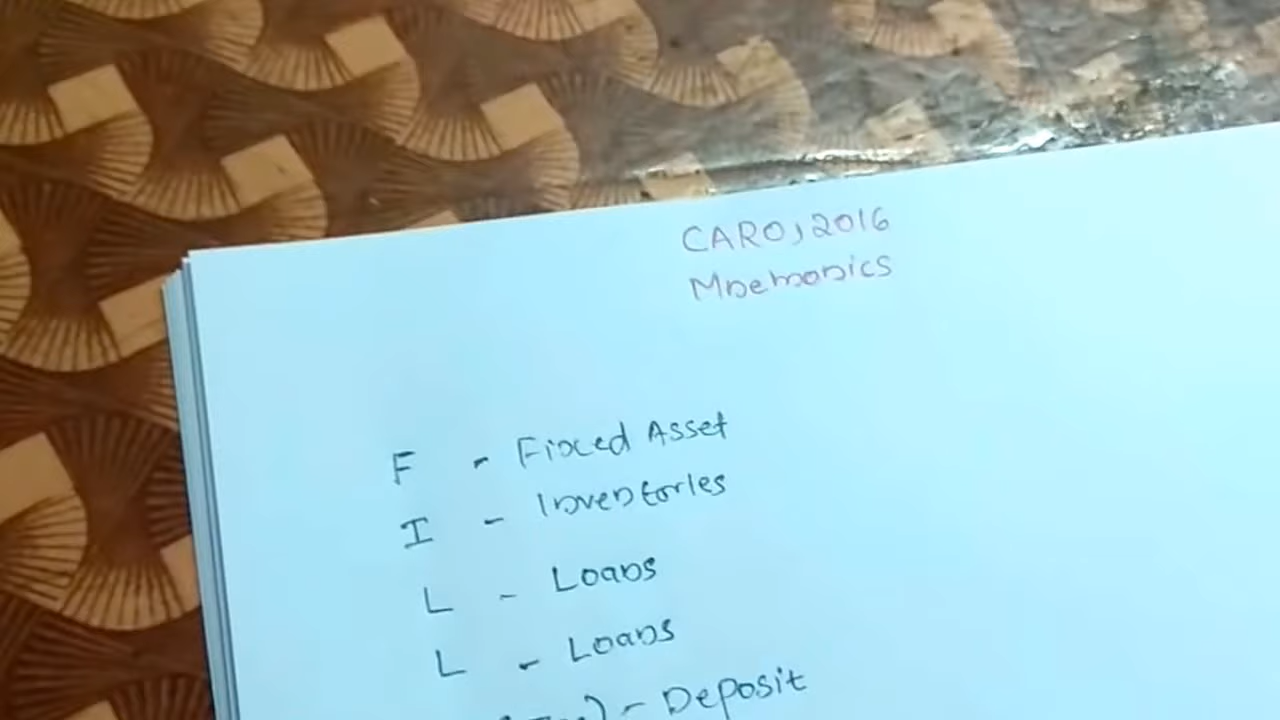 CARO,2016
Mnemonics
F - Fixed Asset
I - Inventories
L - Loans
L - Loans
- Deposit